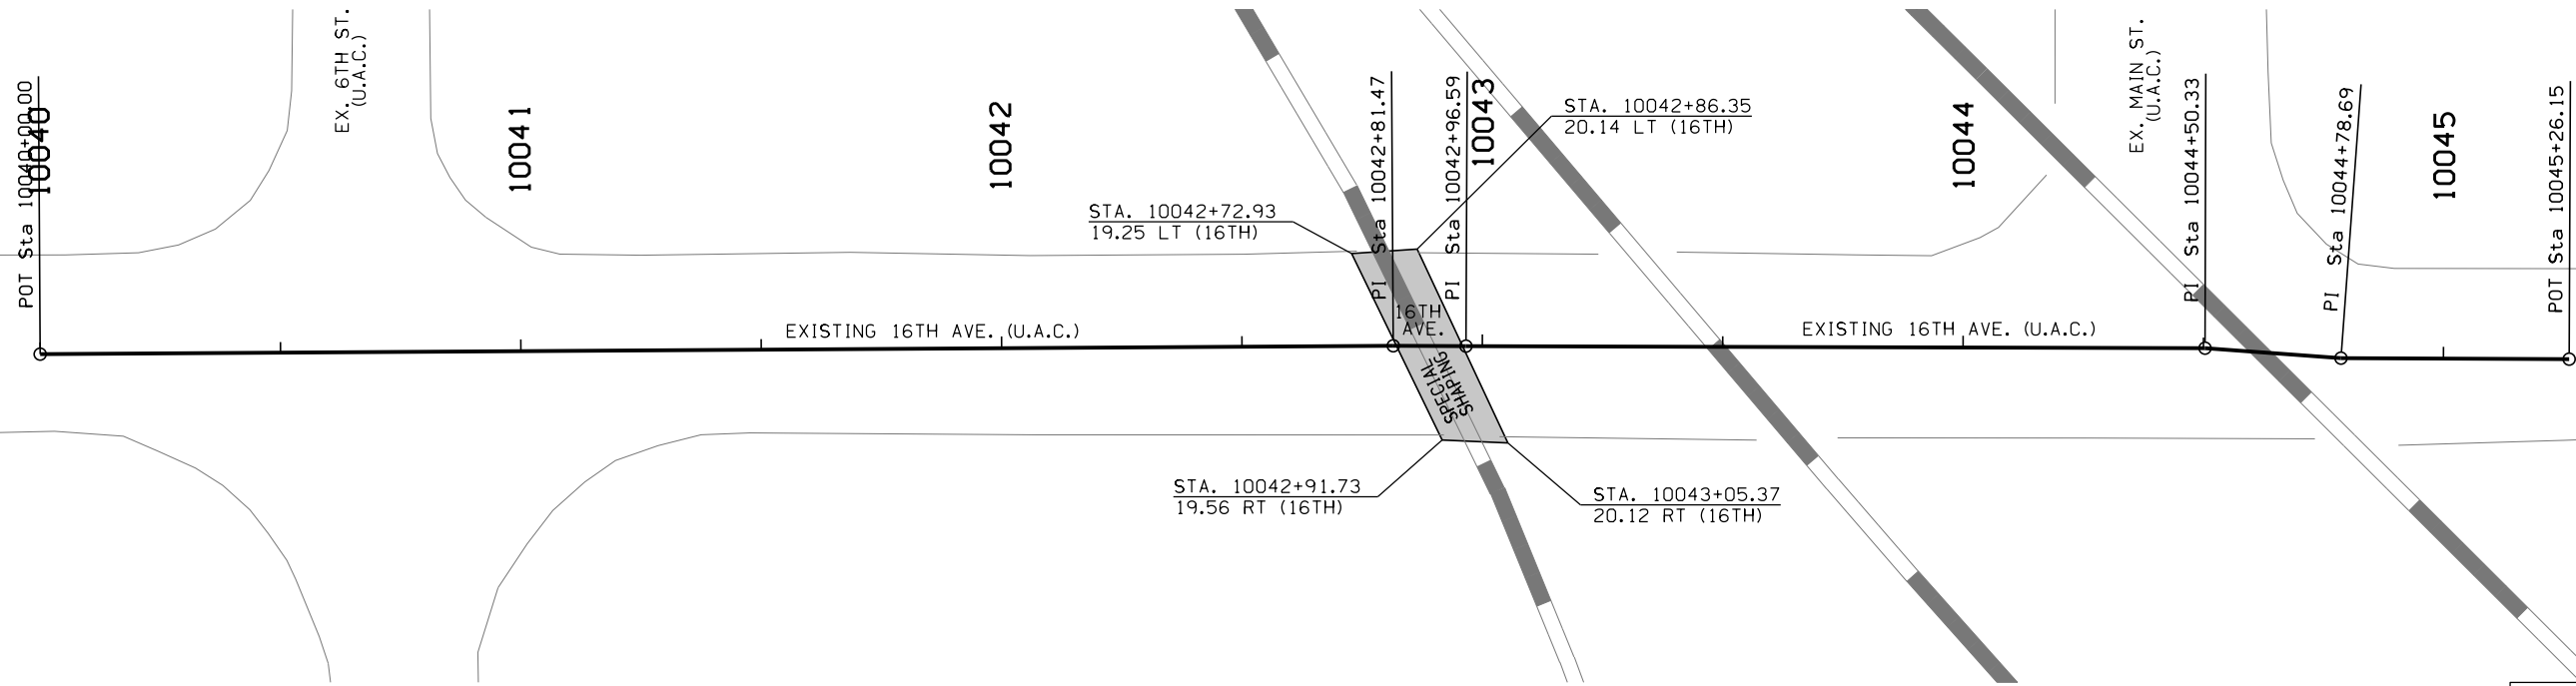 POT Sta 10040+00.00
10040
EX. 6TH ST.
(U.A.C.)
10041
10042
PI Sta 10042+81.47
PI Sta 10042+96.59
10043
STA. 10042+86.35
20.14 LT (16TH)
STA. 10042+72.93
19.25 LT (16TH)
10044
EX. MAIN ST.
(U.A.C.)
PI Sta 10044+50.33
PI Sta 10044+78.69
10045
POT Sta 10045+26.15
EXISTING 16TH AVE. (U.A.C.)
16TH
AVE.
EXISTING 16TH AVE. (U.A.C.)
SPECIAL
SHAPING
STA. 10042+91.73
19.56 RT (16TH)
STA. 10043+05.37
20.12 RT (16TH)